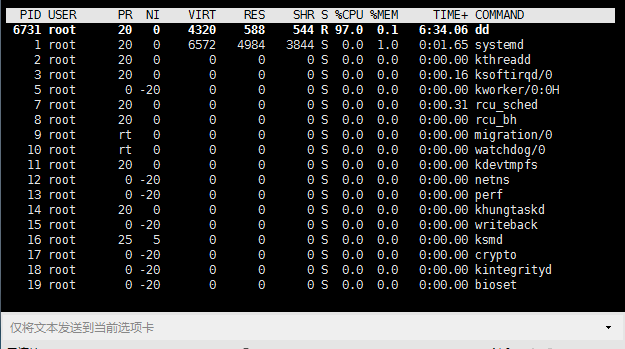 PID USER PR NI VIRT RES SHR S %CPU %MEM TIME+ COMMAND
6731 root 20 0 4320 588 544 R 97.0 0.1 6:34.06 dd
1 root 20 0 6572 4984 3844 S 0.0 1.0 0:01.65 systemd
2 root 20 0 0 0 0 S 0.0 0.0 0:00.00 kthreadd
3 root 20 0 0 0 0 S 0.0 0.0 0:00.16 ksoftirqd/0
5 root 0 -20 0 0 0 S 0.0 0.0 0:00.00 kworker/0:0H
7 root 20 0 0 0 0 S 0.0 0.0 0:00.31 rcu_sched
8 root 20 0 0 0 0 S 0.0 0.0 0:00.00 rcu_bh
9 root rt 0 0 0 0 S 0.0 0.0 0:00.00 migration/0
10 root rt 0 0 0 0 S 0.0 0.0 0:00.00 watchdog/0
11 root 20 0 0 0 0 S 0.0 0.0 0:00.00 kdevtmpfs
12 root 0 -20 0 0 0 S 0.0 0.0 0:00.00 netns
13 root 0 -20 0 0 0 S 0.0 0.0 0:00.00 perf
14 root 20 0 0 0 0 S 0.0 0.0 0:00.00 khungtaskd
15 root 0 -20 0 0 0 S 0.0 0.0 0:00.00 writeback
16 root 25 5 0 0 0 S 0.0 0.0 0:00.00 ksmd
17 root 0 -20 0 0 0 S 0.0 0.0 0:00.00 crypto
18 root 0 -20 0 0 0 S 0.0 0.0 0:00.00 kintegrityd
19 root 0 -20 0 0 0 S 0.0 0.0 0:00.00 bioset
仅将文本发送到当前选项卡